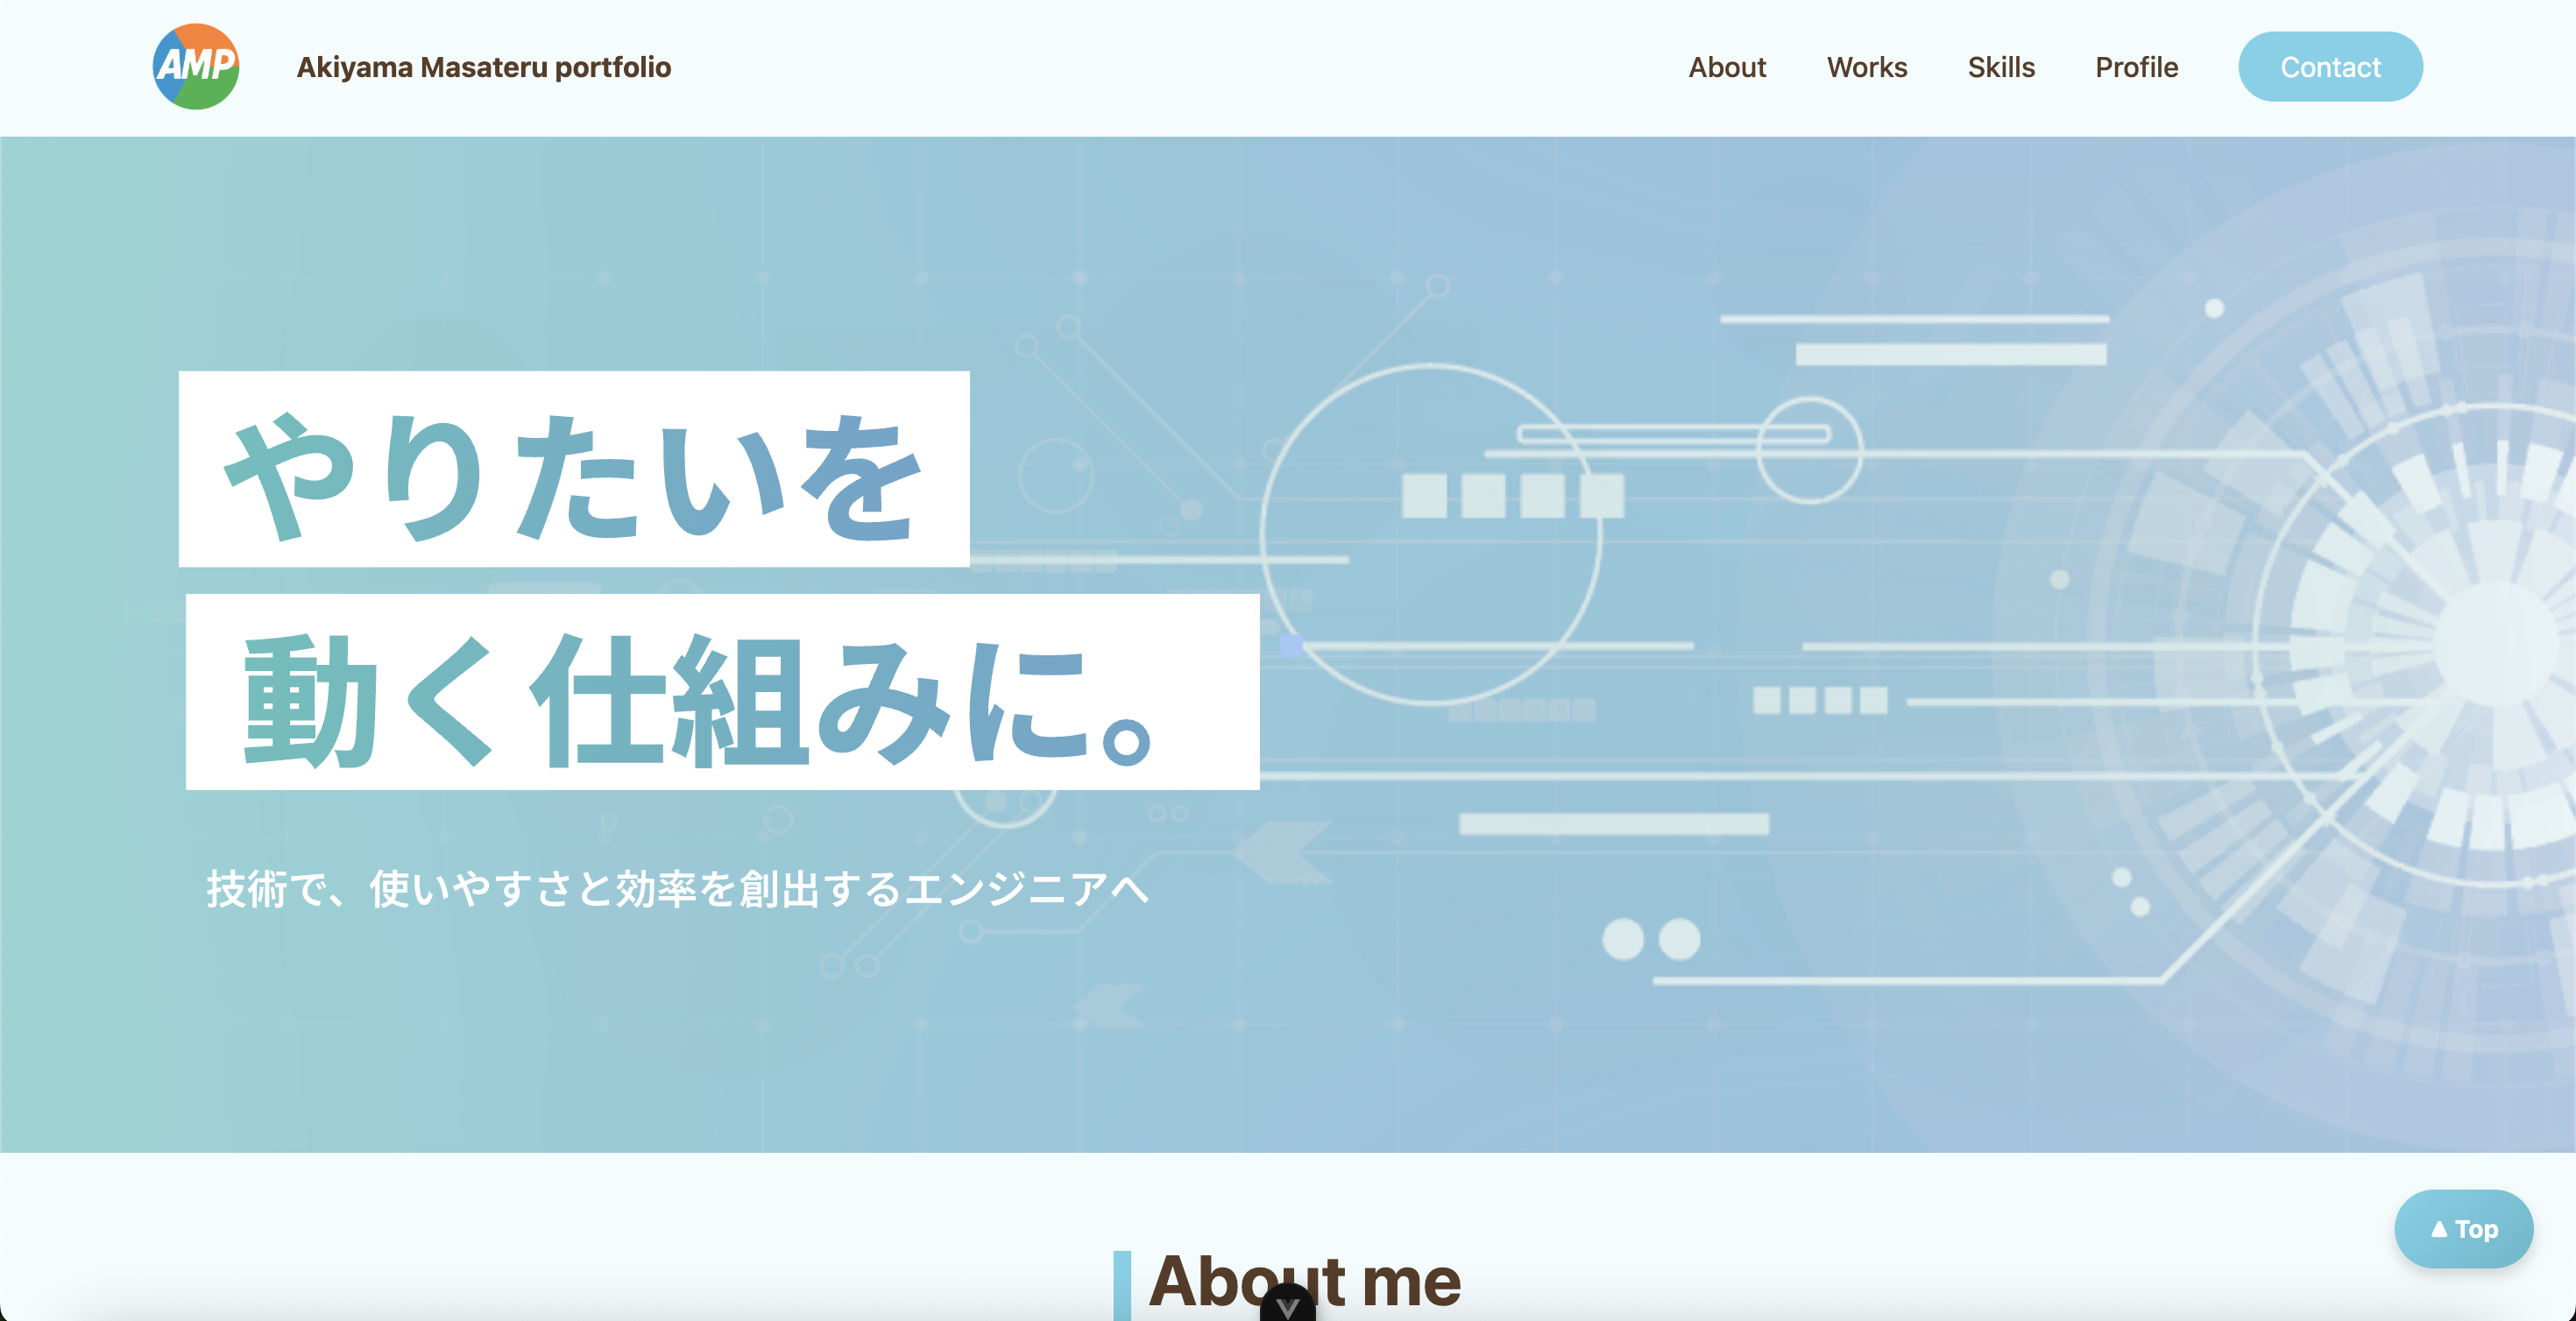 AMP
Akiyama Masateru portfolio
About
Works
Skills
Profile
Contact
やりたいを
動く仕組みに。
技術で、使いやすさと効率を創出するエンジニアへ
▲ Top
About me